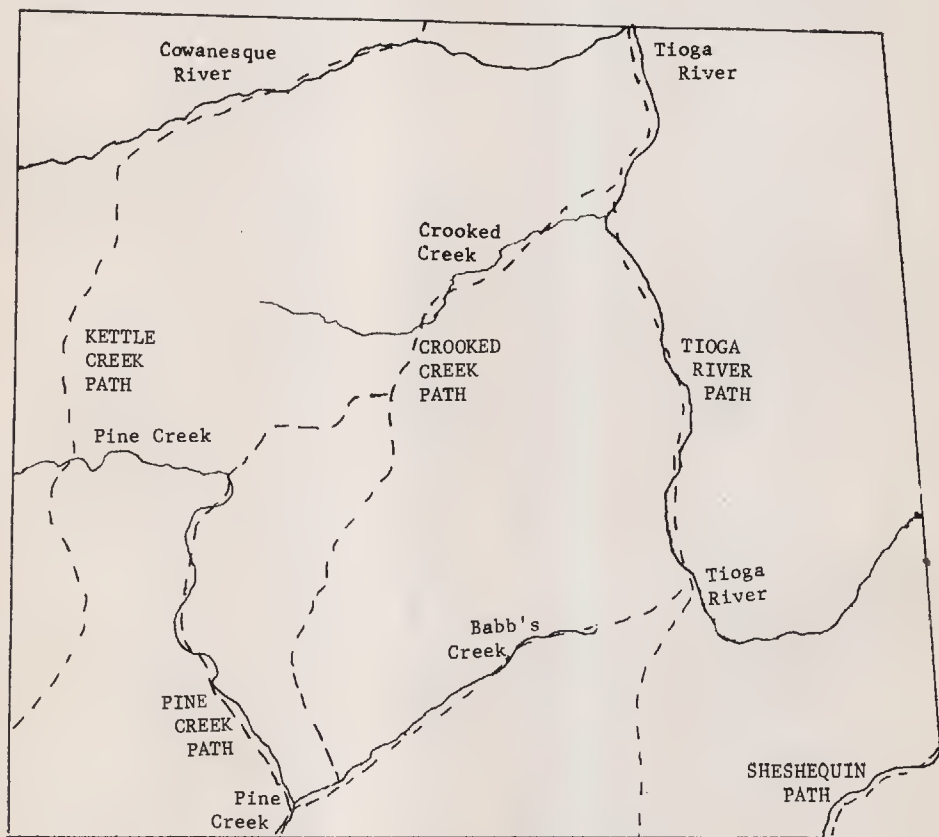 Cowanesque
River
Tioga
River
Crooked
Creek
KETTLE
CREEK
PATH
CROOKED
CREEK
PATH
TIOGA
RIVER
PATH
Pine Creek
Tioga
River
Babb's
Creek
PINE
CREEK
PATH
SHESHEQUIN
PATH
Pine
Creek